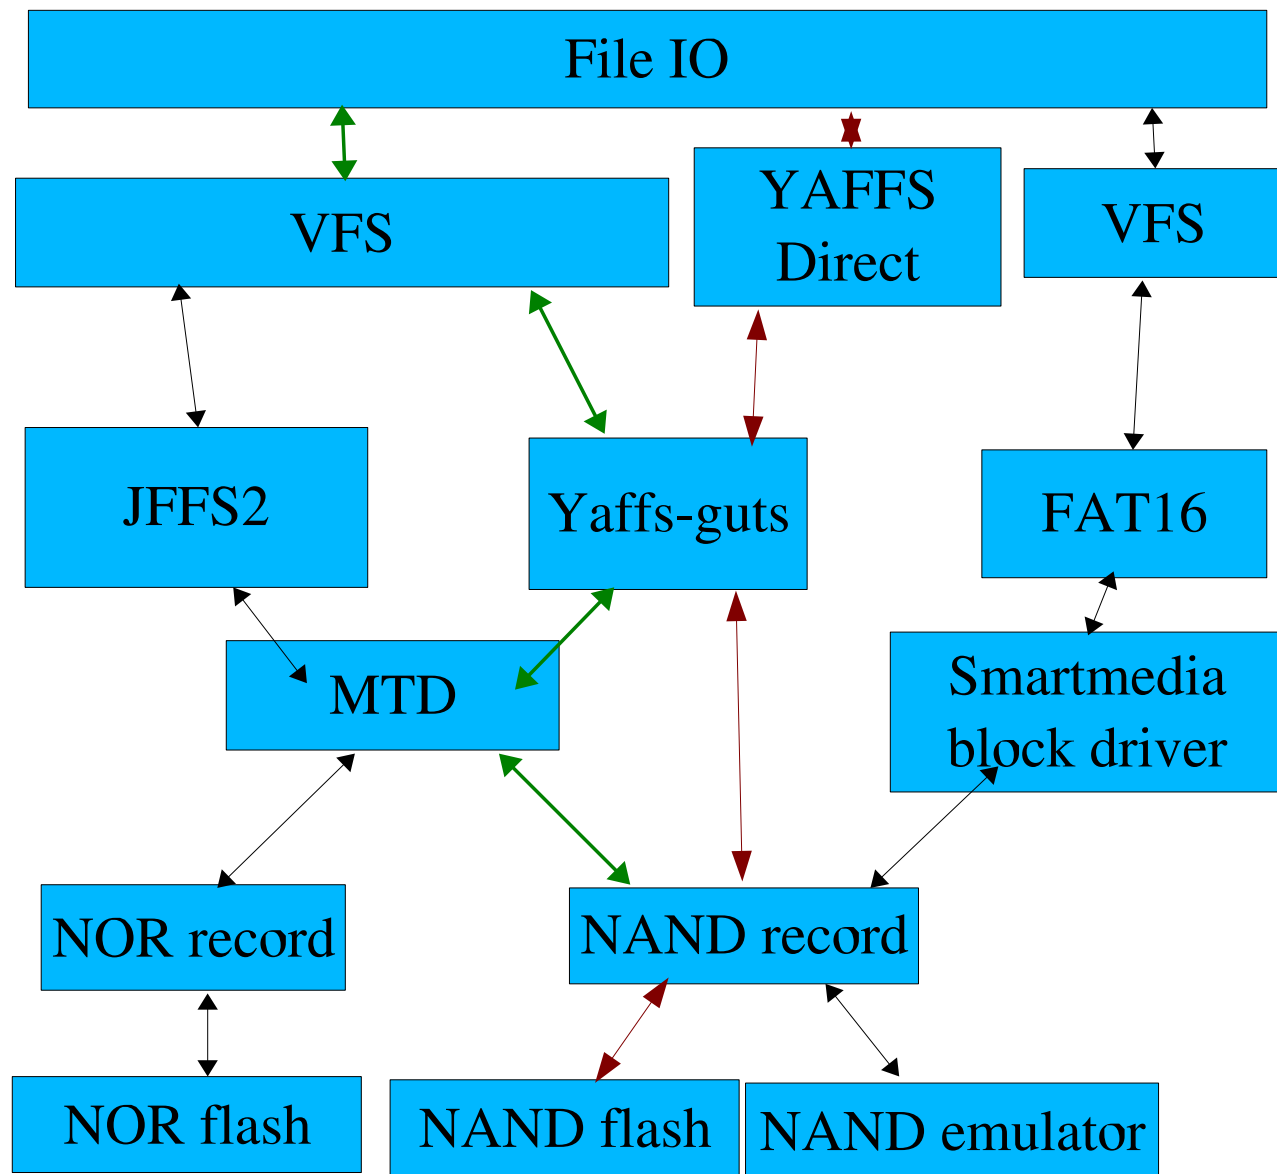 File IO
VFS
YAFFS
Direct
VFS
JFFS2
Yaffs-guts
FAT16
MTD
Smartmedia
block driver
NOR record
NAND record
NOR flash
NAND flash
NAND emulator